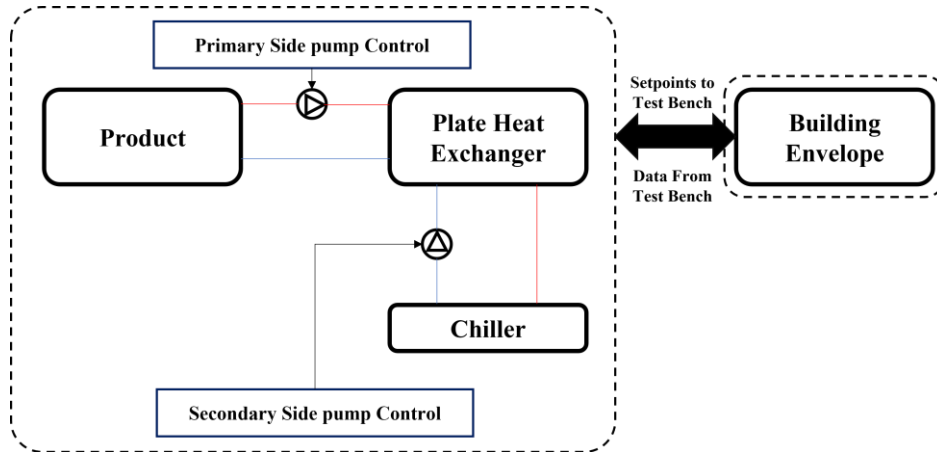 Primary Side pump Control
Product
Plate Heat
Exchanger
Setpoints to
Test Bench
Building
Envelope
Data From
Test Bench
Chiller
Secondary Side pump Control